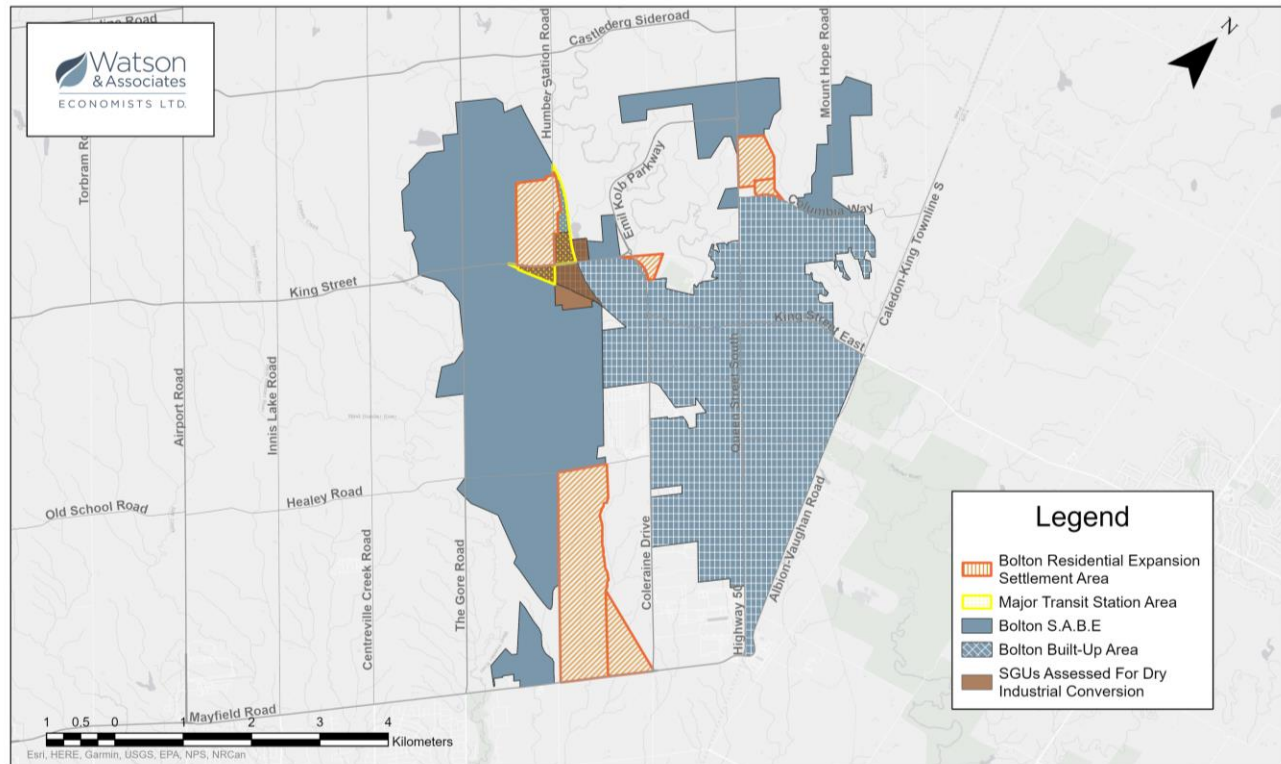 Watson
& Associates
ECONOMISTS LTD.
Road
Castlederg Sideroad
Humber Station Road
Mount Hope Road
N
Torbram Ro
Emil Kolb Parkway
Columbia Way
Caledon-King Townline S
King Street
King Street East
Airport Road
Innis Lake Road
Queen Street South
Old School Road
Healey Road
Centreville Creek Road
The Gore Road
Coleraine Drive
Highway 50
Albion-Vaughan Road
Mayfield Road
Legend
Bolton Residential Expansion
Settlement Area
Major Transit Station Area
Bolton S.A.B.E
Bolton Built-Up Area
SGUs Assessed For Dry
Industrial Conversion
1 0.5 0 1 2 3 4
Kilometers
Esri, HERE, Garmin, USGS, EPA, NPS, NRCan